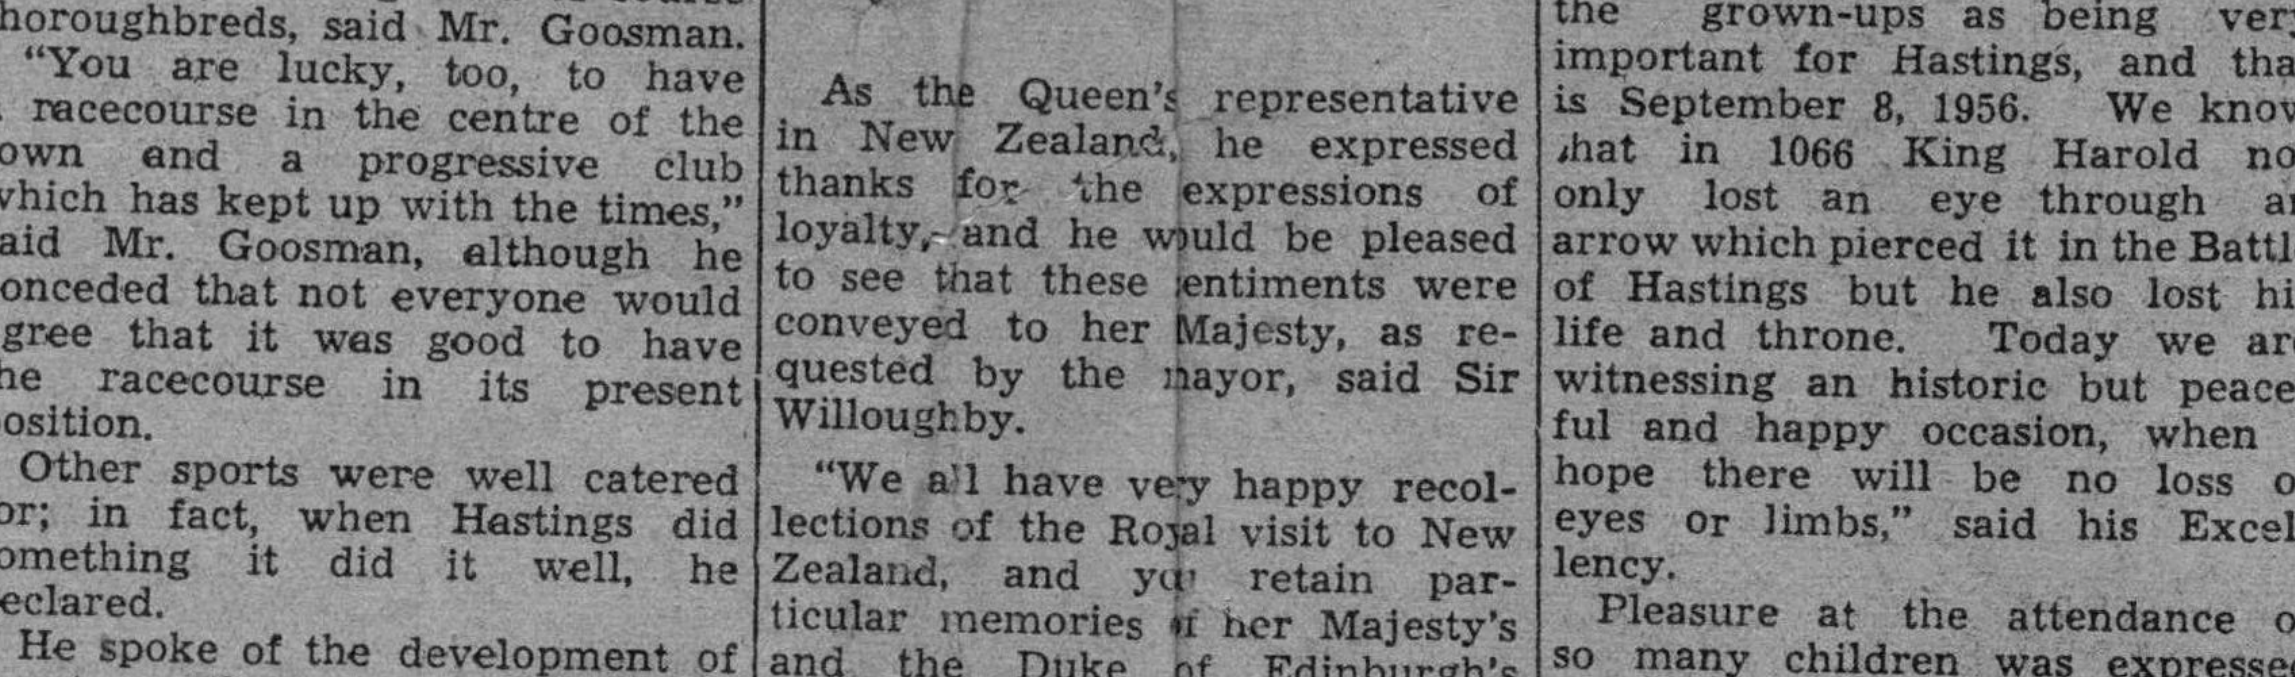 horoughbreds, said Mr. Goosman.
"You are lucky, too, to have
racecourse in the centre of the
own and a progressive club
vhich has kept up with the times,"
aid Mr. Goosman, although he
onceded that not everyone would
gree that it was good to have
he racecourse in its present
osition.
Other sports were well catered
or; in fact, when Hastings did
omething it did it well, he
eclared.
He spoke of the development of
As the Queen's representative
in New Zealand, he expressed
thanks for the expressions of
loyalty, and he would be pleased
to see that these entiments were
conveyed to her Majesty, as re-
quested by the mayor, said Sir
Willoughby.
"We all have very happy recol-
lections of the Royal visit to New
Zealand, and you retain par-
ticular memories of her Majesty's
and the Duke of Edinburgh's
the grown-ups as being very
important for Hastings, and tha
is September 8, 1956. We know
that in 1066 King Harold no
only lost an eye through a
arrow which pierced it in the Battl
of Hastings but he also lost hi
life and throne. Today we are
witnessing an historic but peace
ful and happy occasion, when
hope there will be no loss o
eyes or limbs," said his Excel
lency.
Pleasure at the attendance o
so many children was expresse